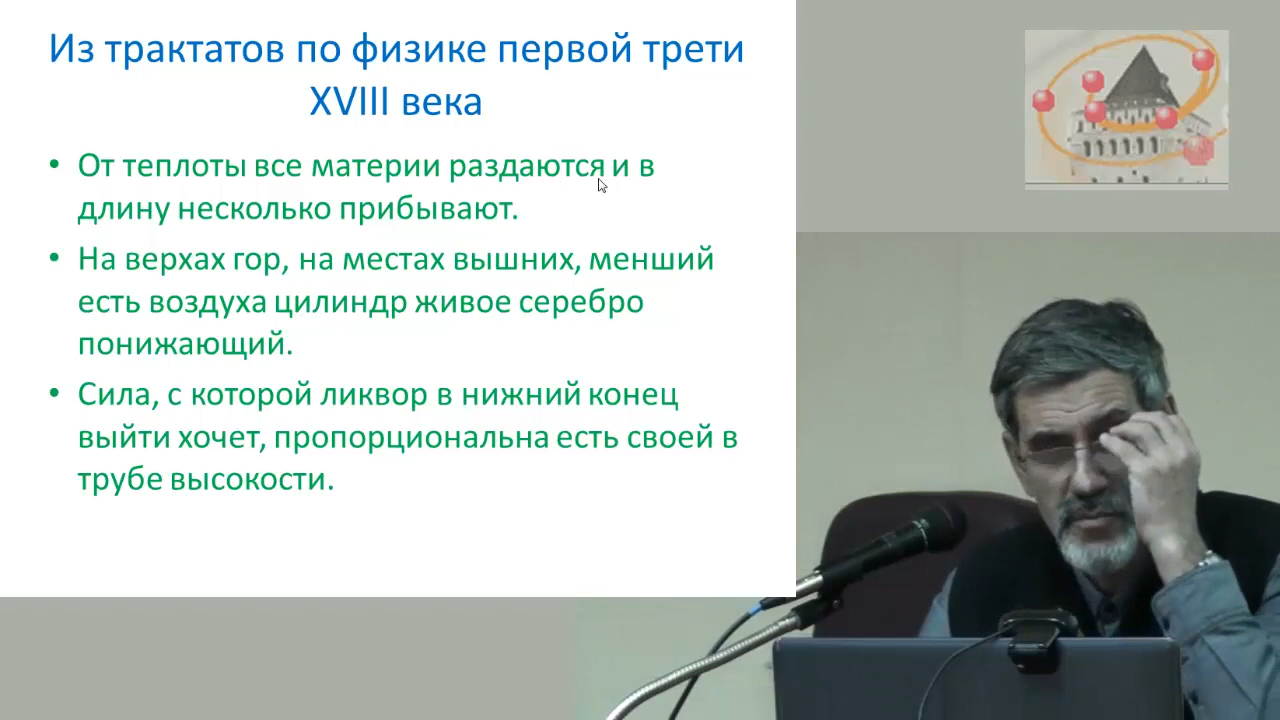 Из трактатов по физике первой трети
XVIII века
• От теплоты все материи раздаются и в
длину несколько прибывают.
• На верхах гор, на местах вышних, менший
есть воздуха цилиндр живое серебро
понижающий.
• Сила, с которой ликвор в нижний конец
выйти хочет, пропорциональна есть своей в
трубе высокости.